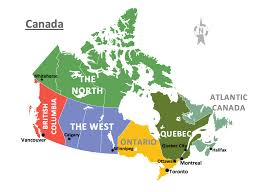 Canada
N
Whitehorse
THE
NORTH
ATLANTIC
CANADA
BRITISH
COLUMBIA
THE WEST
ONTARIO
QUEBEC
Calgary
Vancouver
Winnipeg
Quebec City
Halifax
Ottawa
Montreal
Toronto